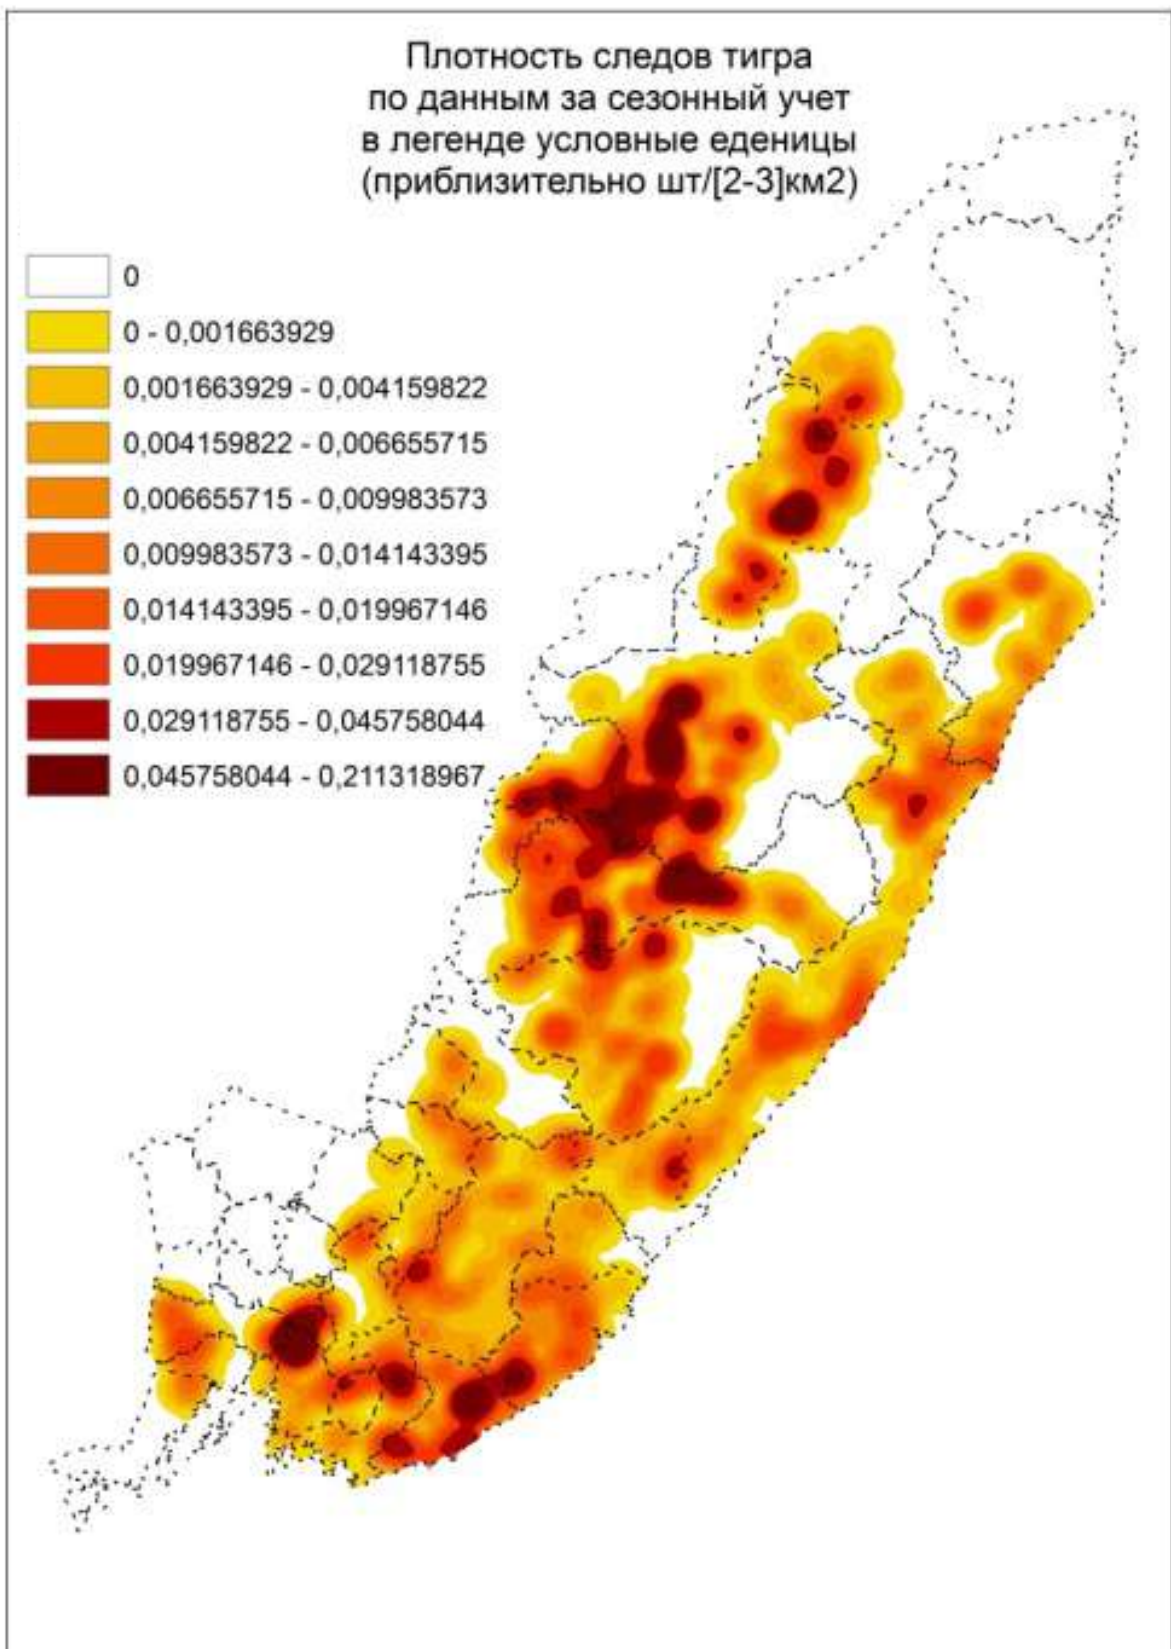 Плотность следов тигра
по данным за сезонный учет
в легенде условные еденицы
(приблизительно шт/[2-3]км2)
0
0 - 0,001663929
0,001663929 - 0,004159822
0,004159822 - 0,006655715
0,006655715 - 0,009983573
0,009983573 - 0,014143395
0,014143395 - 0,019967146
0,019967146 - 0,029118755
0,029118755 - 0,045758044
0,045758044 - 0,211318967